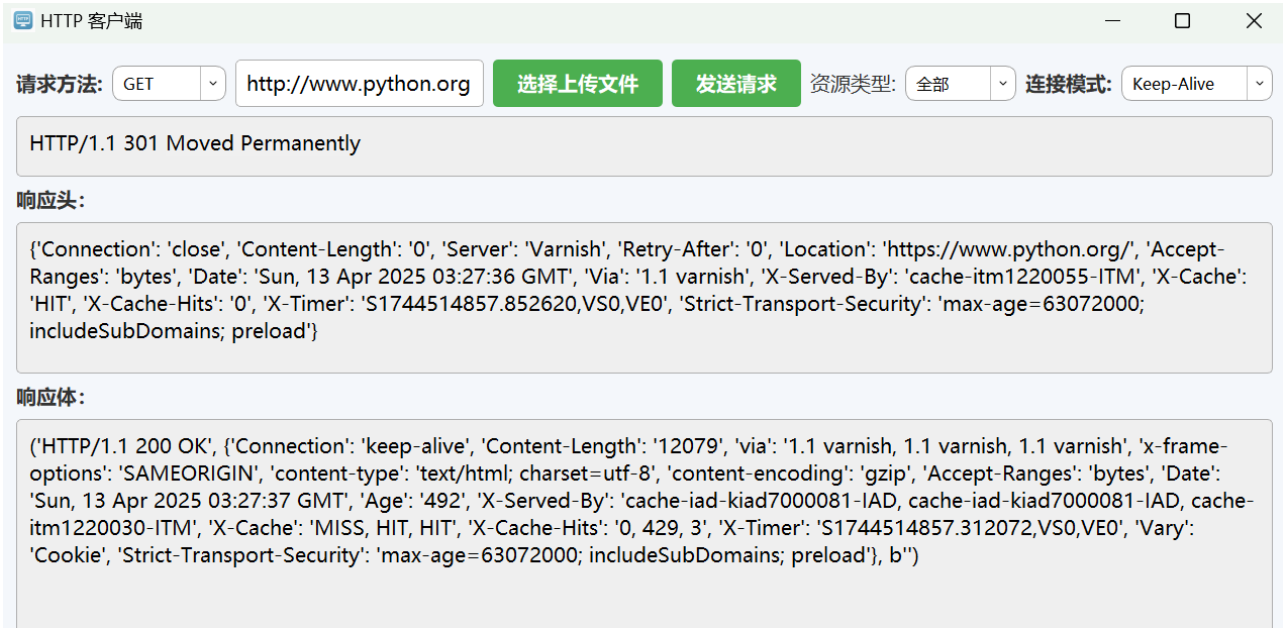 HTTP 客户端
请求方法: GET http://www.python.org 选择上传文件 发送请求 资源类型: 全部 连接模式: Keep-Alive
HTTP/1.1 301 Moved Permanently
响应头:
{'Connection': 'close', 'Content-Length': '0', 'Server': 'Varnish', 'Retry-After': '0', 'Location': 'https://www.python.org/', 'Accept-
Ranges': 'bytes', 'Date': 'Sun, 13 Apr 2025 03:27:36 GMT', 'Via': '1.1 varnish', 'X-Served-By': 'cache-itm1220055-ITM', 'X-Cache':
'HIT', 'X-Cache-Hits': '0', 'X-Timer': 'S1744514857.852620,VS0,VE0', 'Strict-Transport-Security': 'max-age=63072000;
includeSubDomains; preload'}
响应体:
('HTTP/1.1 200 OK', {'Connection': 'keep-alive', 'Content-Length': '12079', 'via': '1.1 varnish, 1.1 varnish, 1.1 varnish', 'x-frame-
options': 'SAMEORIGIN', 'content-type': 'text/html; charset=utf-8', 'content-encoding': 'gzip', 'Accept-Ranges': 'bytes', 'Date':
'Sun, 13 Apr 2025 03:27:37 GMT', 'Age': '492', 'X-Served-By': 'cache-iad-kiad7000081-IAD, cache-iad-kiad7000081-IAD, cache-
itm1220030-ITM', 'X-Cache': 'MISS, HIT, HIT', 'X-Cache-Hits': '0, 429, 3', 'X-Timer': 'S1744514857.312072,VS0,VE0', 'Vary':
'Cookie', 'Strict-Transport-Security': 'max-age=63072000; includeSubDomains; preload'}, b'')